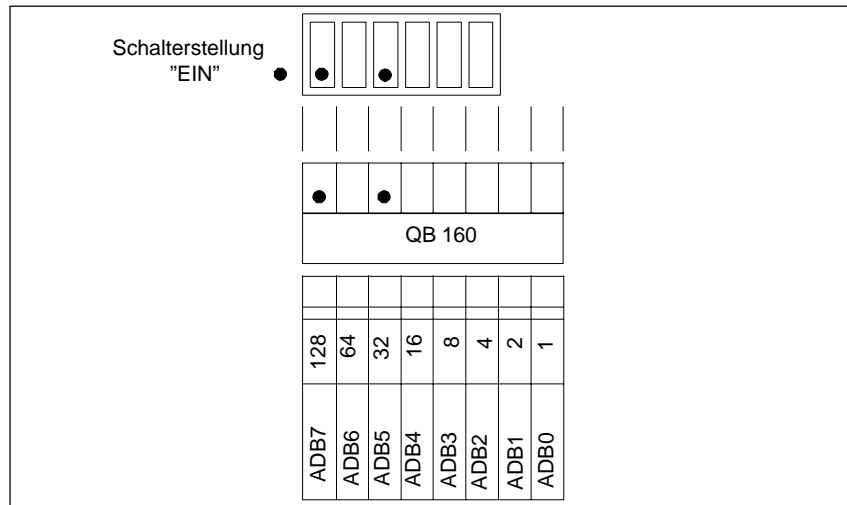 Schalterstellung
”EIN”
QB 160
128 64 32 16 8 4 2 1
ADB7 ADB6 ADB5 ADB4 ADB3 ADB2 ADB1 ADB0